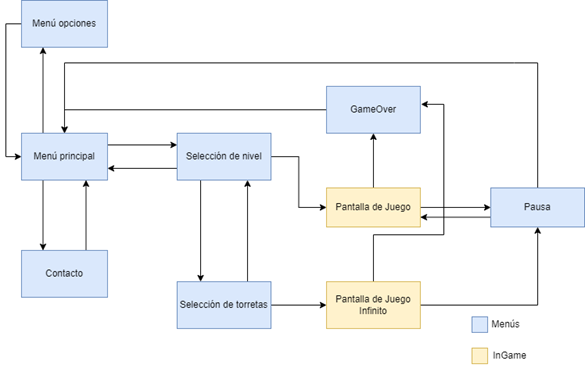 Menú opciones
GameOver
Menú principal
Selección de nivel
Pantalla de Juego
Pausa
Contacto
Selección de torretas
Pantalla de Juego
Infinito
Menús
InGame